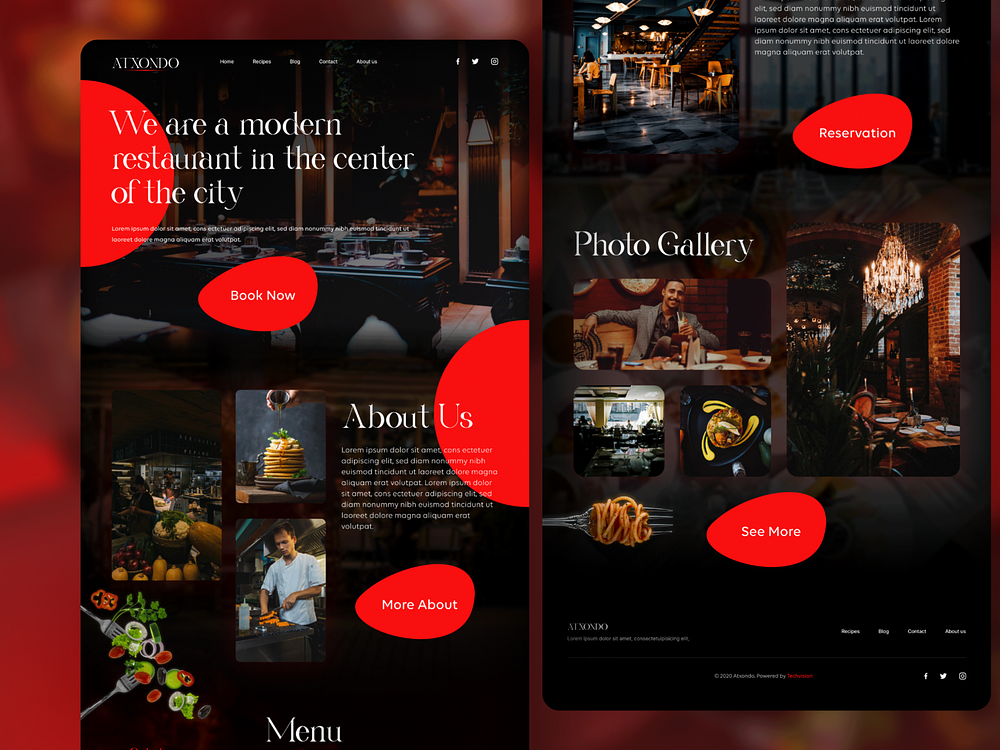 ATXONDO
Home Recipes Blog Contact About us
We are a modern
restaurant in the center
of the city
Lorem ipsum dolor sit amet, cons ectetuer adipiscing elit, sed diam nonummy nibh euismod tincidunt ut
laoreet dolore magna aliquam erat volutpat.
Book Now
About Us
Lorem ipsum dolor sit amet, cons ectetuer
adipiscing elit, sed diam nonummy nibh
euismod tincidunt ut laoreet dolore magna
aliquam erat volutpat. Lorem ipsum dolor
sit amet, cons ectetuer adipiscing elit, sed
diam nonummy nibh euismod tincidunt ut
laoreet dolore magna aliquam erat
volutpat.
More About
Menu
elit, sed diam nonummy nibh euismod tincidunt ut
laoreet dolore magna aliquam erat volutpat. Lorem
ipsum dolor sit amet, cons ectetuer adipiscing elit, sed
diam nonummy nibh euismod tincidunt ut laoreet
dolore magna aliquam erat volutpat.
Reservation
Photo Gallery
See More
ATXONDO
Lorem ipsum dolor sit amet, consectetuipiscing elit,
Recipes Blog Contact About us
© 2020 Atxondo. Powered by Techvision